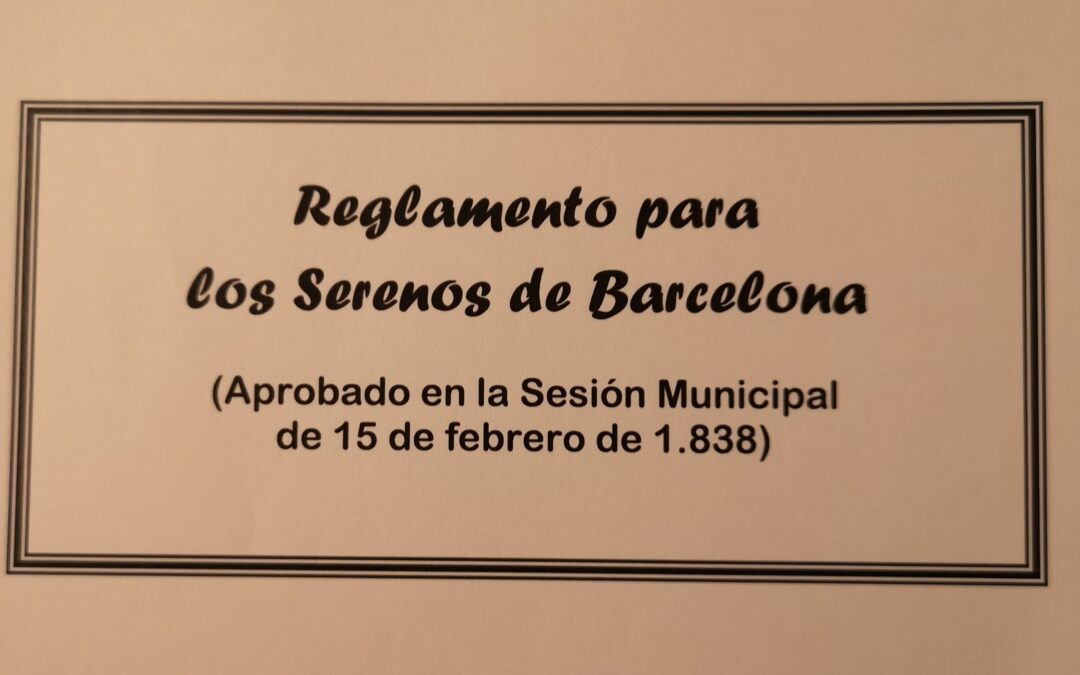 Reglamento para
los Serenos de Barcelona
(Aprobado en la Sesión Municipal
de 15 de febrero de 1.838)